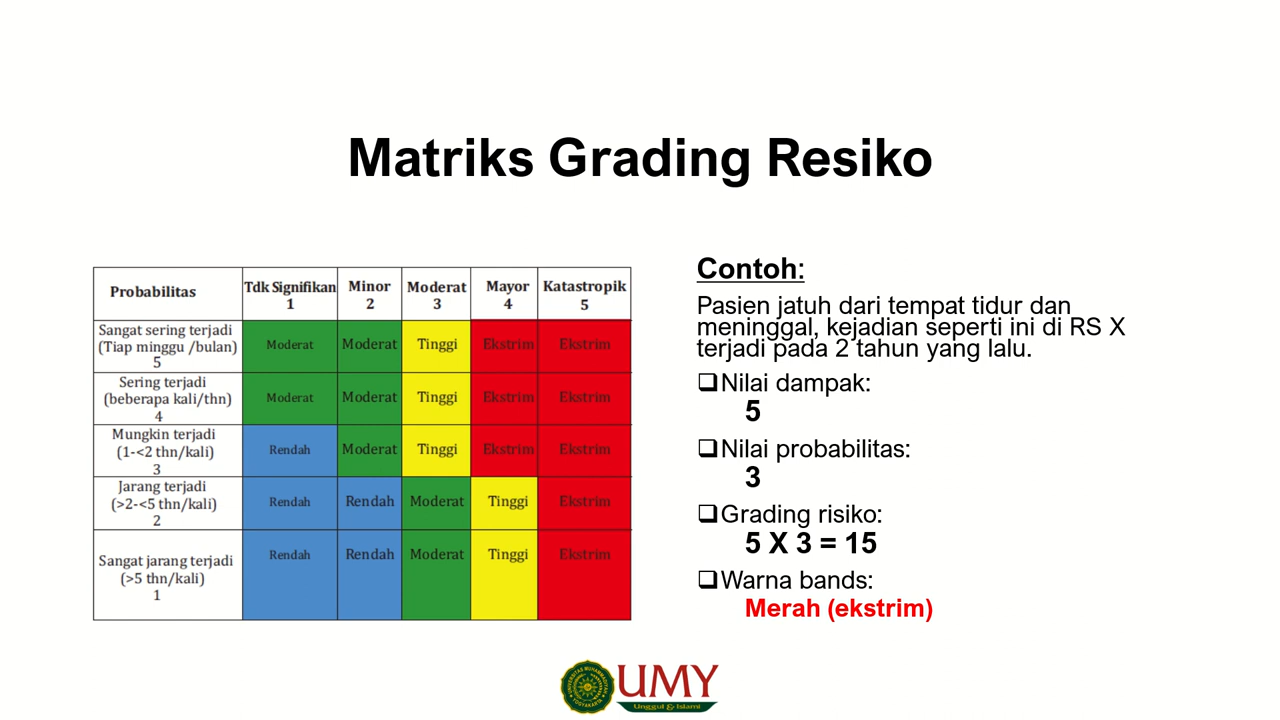 Matriks Grading Resiko
Probabilitas
Tdk Signifikan
1
Minor
2
Moderat
3
Mayor
4
Katastropik
5
Sangat sering terjadi
(Tiap minggu /bulan)
5
Moderat
Moderat
Tinggi
Ekstrim
Ekstrim
Sering terjadi
(beberapa kali/thn)
4
Moderat
Moderat
Tinggi
Ekstrim
Ekstrim
Mungkin terjadi
(1-<2 thn/kali)
3
Rendah
Moderat
Tinggi
Ekstrim
Ekstrim
Jarang terjadi
(>2-<5 thn/kali)
2
Rendah
Rendah
Moderat
Tinggi
Ekstrim
Sangat jarang terjadi
(>5 thn/kali)
1
Rendah
Rendah
Moderat
Tinggi
Ekstrim
Contoh:
Pasien jatuh dari tempat tidur dan
meninggal, kejadian seperti ini di RS X
terjadi pada 2 tahun yang lalu.
❑Nilai dampak:
5
❑Nilai probabilitas:
3
❑Grading risiko:
5 X 3 = 15
❑Warna bands:
Merah (ekstrim)
UNIVERSITAS MUHAMMADIYAH
YOGYAKARTA
UMY
Unggul & Islami